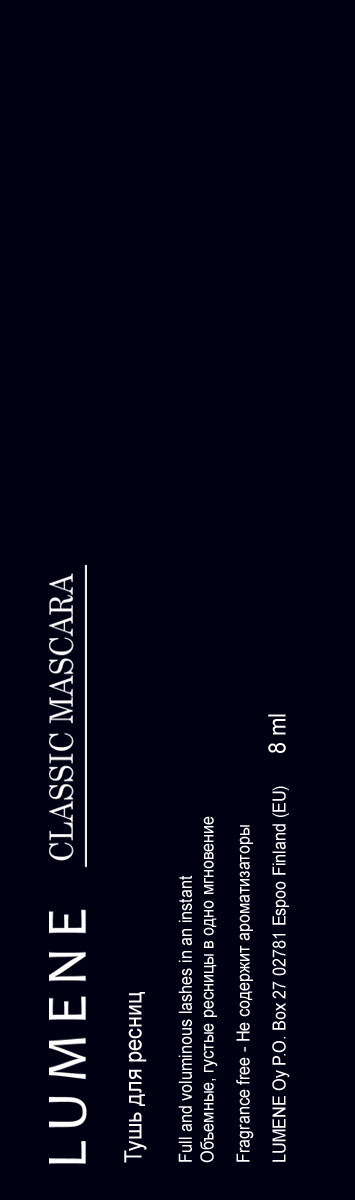 LUMENE CLASSIC MASCARA
Тушь для ресниц
Full and voluminous lashes in an instant
Объемные, густые ресницы в одно мгновение
Fragrance free - Не содержит ароматизаторы
LUMENE Oy P.O. Box 27 02781 Espoo Finland (EU) 8 ml